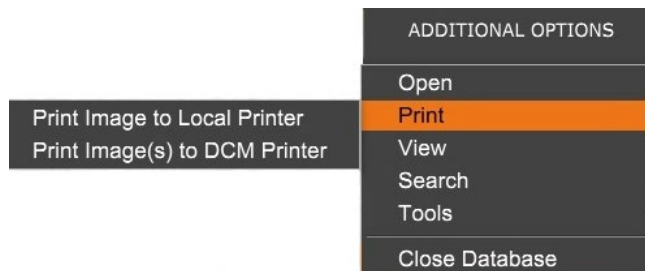 ADDITIONAL OPTIONS
Open
Print
Print Image to Local Printer
Print Image(s) to DCM Printer
View
Search
Tools
Close Database